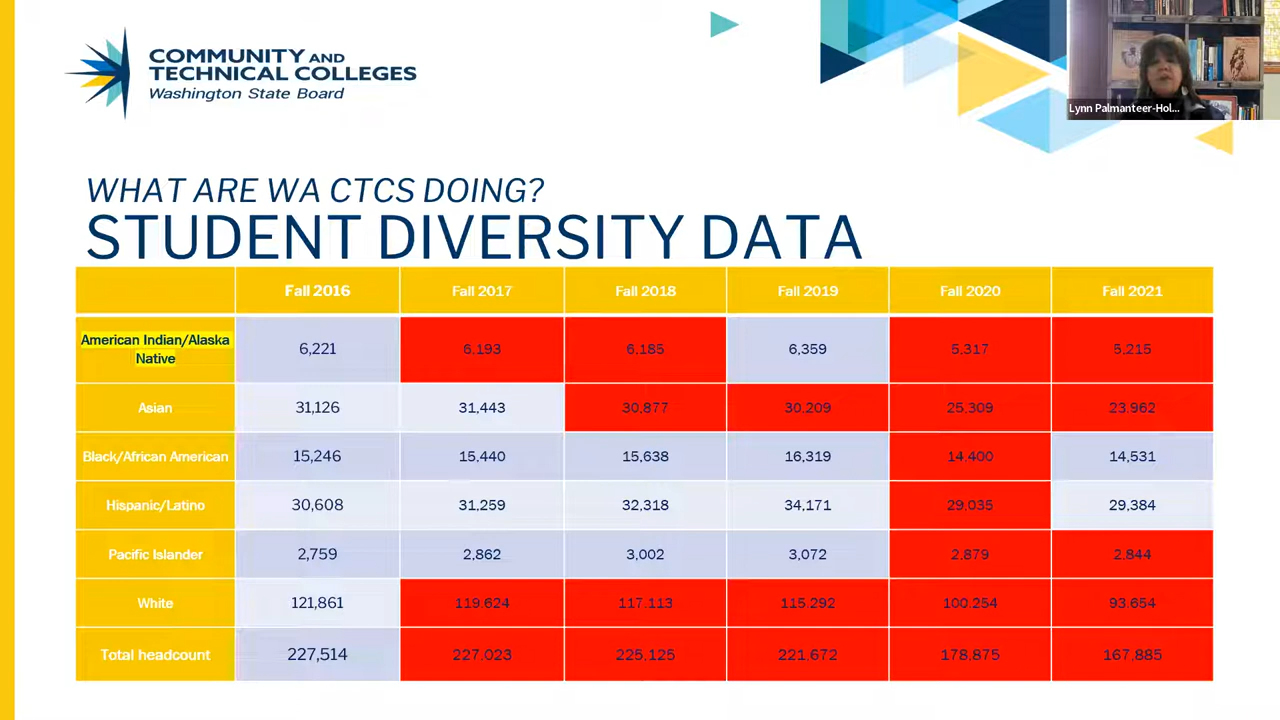 COMMUNITY AND
TECHNICAL COLLEGES
Washington State Board
Lynn Palmanteer-Hol...
WHAT ARE WA CTCS DOING?
STUDENT DIVERSITY DATA
Fall 2016 Fall 2017 Fall 2018 Fall 2019 Fall 2020 Fall 2021
American Indian/Alaska
Native 6,221 6,193 6,185 6,359 5,317 5,215
Asian 31,126 31,443 30,877 30,209 25,309 23,962
Black/African American 15,246 15,440 15,638 16,319 14,400 14,531
Hispanic/Latino 30,608 31,259 32,318 34,171 29,035 29,384
Pacific Islander 2,759 2,862 3,002 3,072 2,879 2,844
White 121,861 119,624 117,113 115,292 100,254 93,654
Total headcount 227,514 227,023 225,125 221,672 178,875 167,885